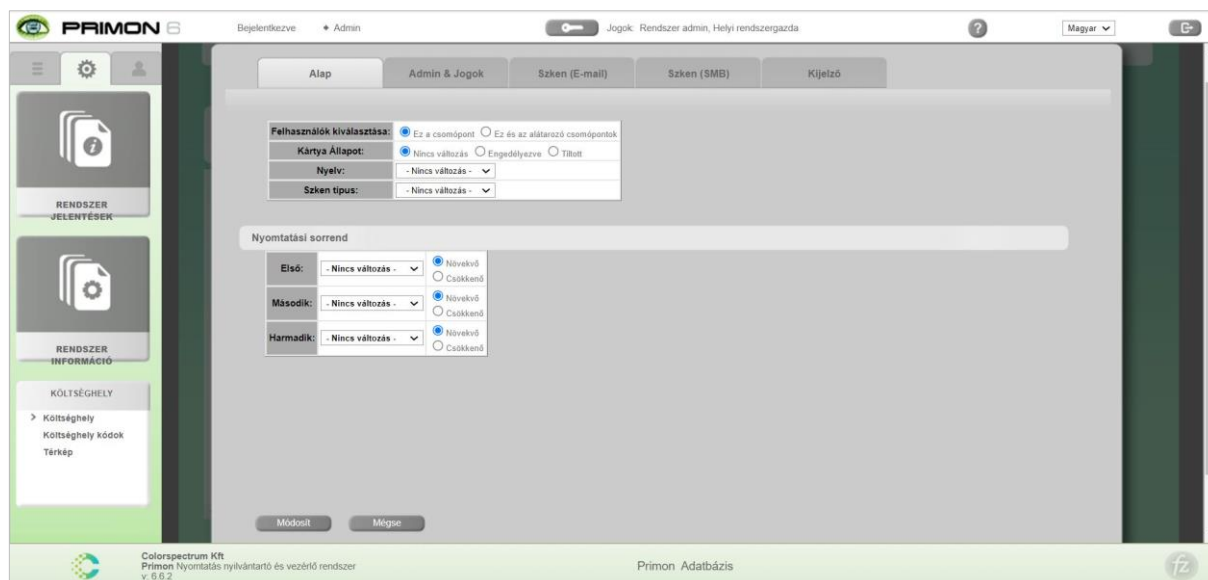 PRIMON 6
Bejelentkezve Admin
Jogok: Rendszer admin, Helyi rendszergazda
?
Magyar
Alap
Admin & Jogok
Szken (E-mail)
Szken (SMB)
Kijelző
Felhasználók kiválasztása: Ez a csomópont Ez és az alátarozó csomópontok
Kártya Állapot: Nincs változás Engedélyezve Tiltott
Nyelv: - Nincs változás -
Szken típus: - Nincs változás -
Nyomtatási sorrend
Első: - Nincs változás - Növekvő
Csökkenő
Második: - Nincs változás - Növekvő
Csökkenő
Harmadik: - Nincs változás - Növekvő
Csökkenő
Módosít
Mégse
RENDSZER
JELENTÉSEK
RENDSZER
INFORMÁCIÓ
KÖLTSÉGHELY
> Költséghely
Költséghely kódok
Térkép
Colorspectrum Kft
Primon Nyomtatás nyilvántartó és vezérlő rendszer
v: 6.6.2
Primon Adatbázis
fz